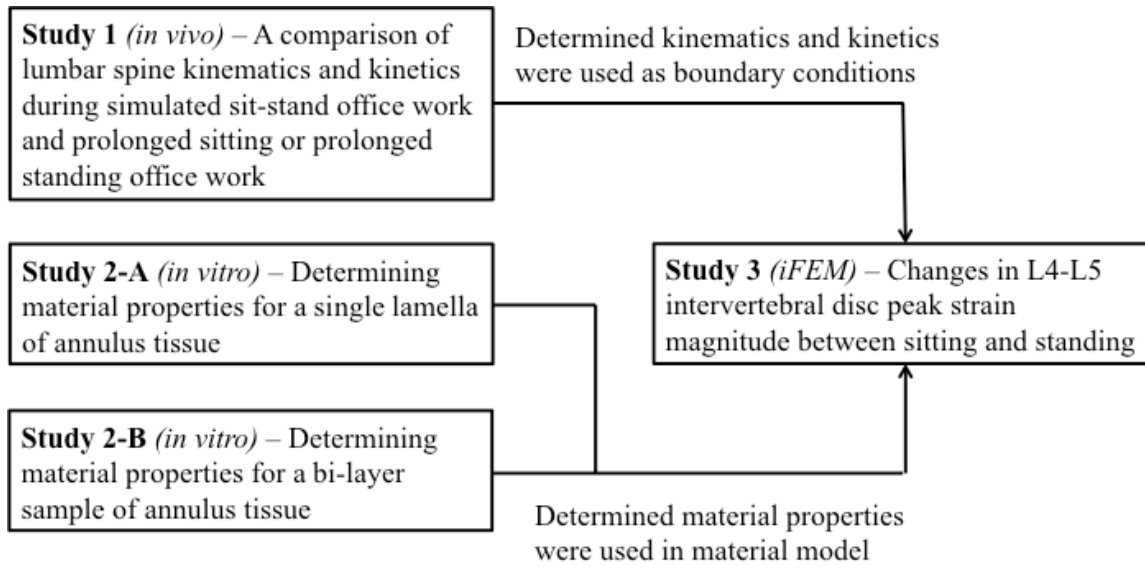 Study 1 (in vivo) – A comparison of
lumbar spine kinematics and kinetics
during simulated sit-stand office work
and prolonged sitting or prolonged
standing office work
Determined kinematics and kinetics
were used as boundary conditions
Study 2-A (in vitro) – Determining
material properties for a single lamella
of annulus tissue
Study 3 (iFEM) – Changes in L4-L5
intervertebral disc peak strain
magnitude between sitting and standing
Study 2-B (in vitro) – Determining
material properties for a bi-layer
sample of annulus tissue
Determined material properties
were used in material model